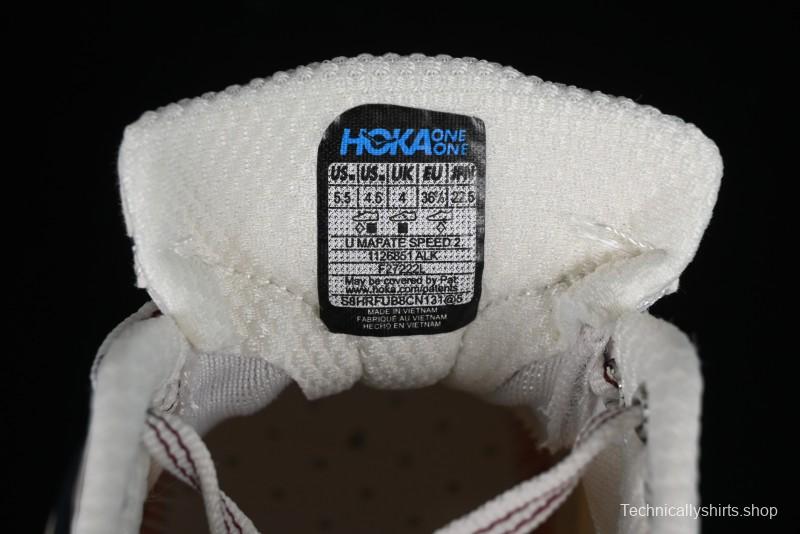 HOKA ONE ONE
US US UK EU
5.5 4.5 4 36⅔ 22.5
U MAFATE SPEED 2
1126851 ALK
F27222L
May be covered by Pat
www.hoka.com/patents
S8HRFUB8CN131@5
MADE IN VIETNAM
FABRIQUÉ AU VIETNAM
HECHO EN VIETNAM
Technicallyshirts.shop